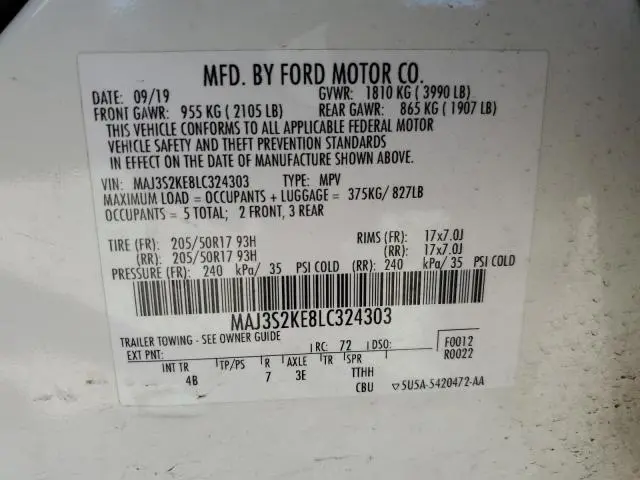 MFD. BY FORD MOTOR CO.
DATE: 09/19 GVWR: 1810 KG ( 3990 LB)
FRONT GAWR: 955 KG ( 2105 LB) REAR GAWR: 865 KG ( 1907 LB)
THIS VEHICLE CONFORMS TO ALL APPLICABLE FEDERAL MOTOR
VEHICLE SAFETY AND THEFT PREVENTION STANDARDS
IN EFFECT ON THE DATE OF MANUFACTURE SHOWN ABOVE.
VIN: MAJ3S2KE8LC324303 TYPE: MPV
MAXIMUM LOAD = OCCUPANTS + LUGGAGE = 375KG/ 827LB
OCCUPANTS = 5 TOTAL; 2 FRONT, 3 REAR
TIRE (FR): 205/50R17 93H RIMS (FR): 17x7.0J
(RR): 205/50R17 93H (RR): 17x7.0J
PRESSURE (FR): 240 kPa/ 35 PSI COLD (RR): 240 kPa/ 35 PSI COLD
MAJ3S2KE8LC324303
TRAILER TOWING - SEE OWNER GUIDE
EXT PNT: RC: 72 DSO: F0012
R0022
INT TR TP/PS R AXLE TR SPR
4B 7 3E TTHH
CBU ▽5U5A-5420472-AA